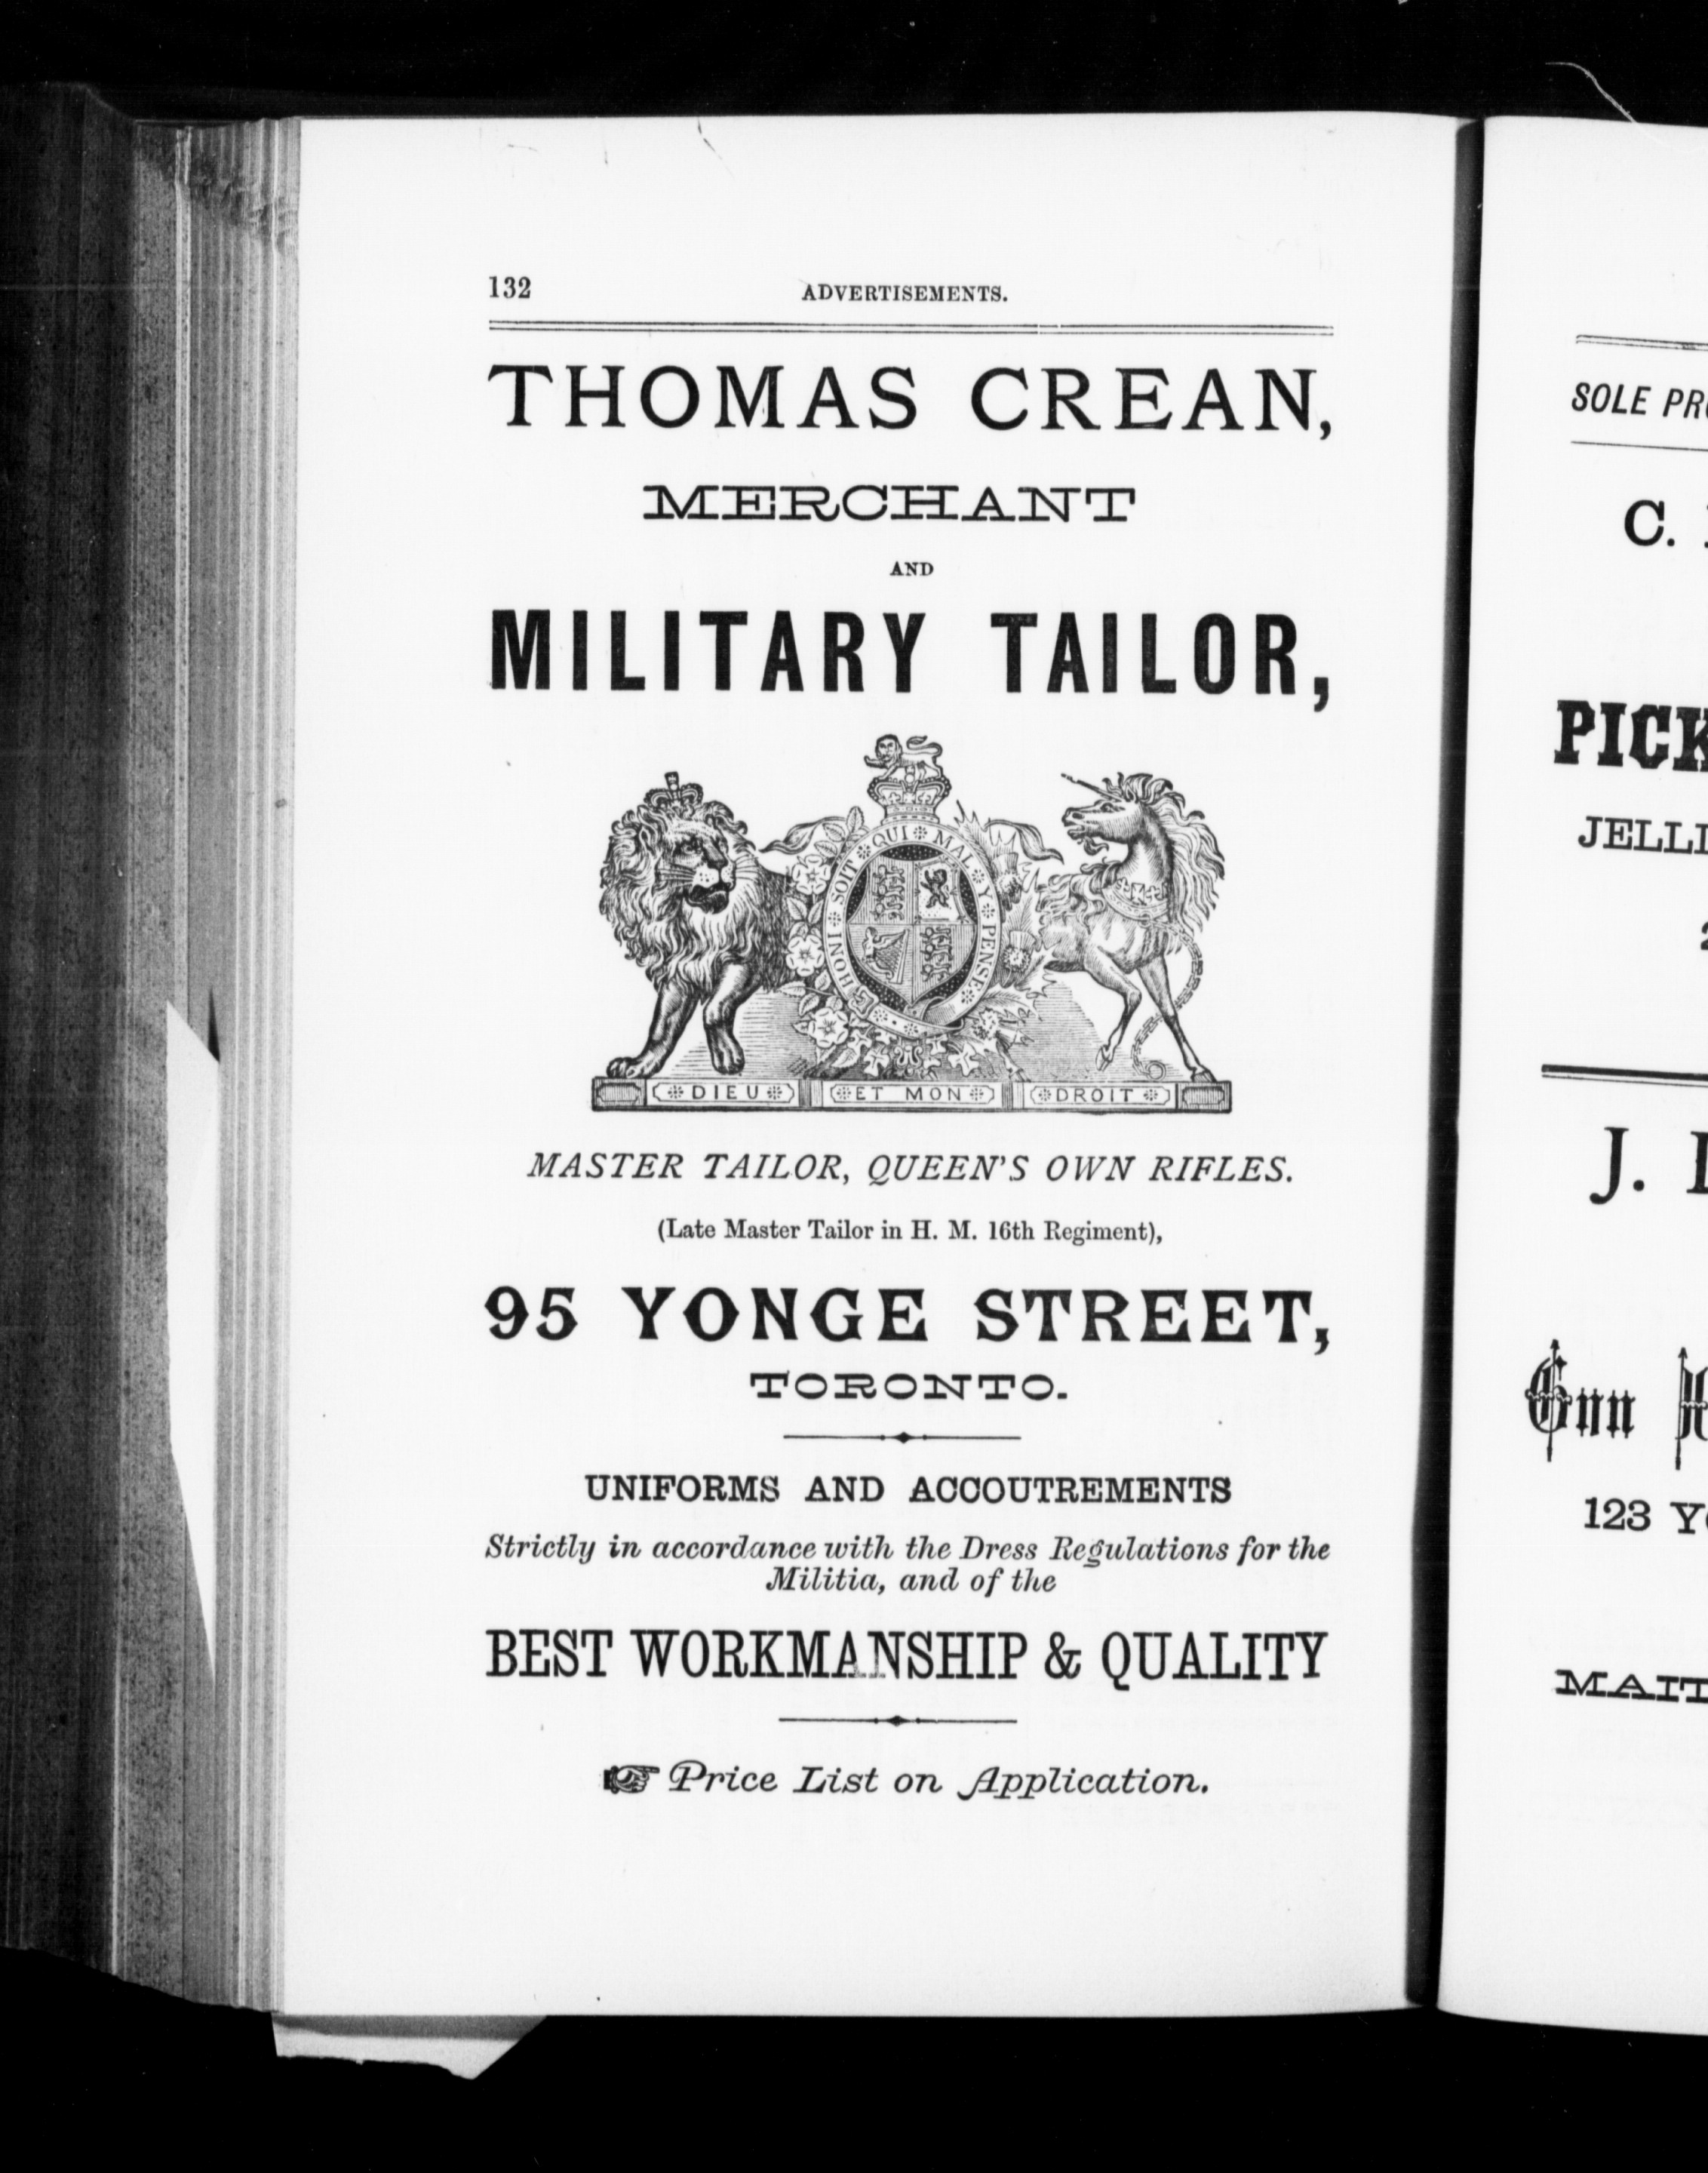 132
ADVERTISEMENTS.
THOMAS CREAN,
MERCHANT
AND
MILITARY TAILOR,
HONI SOIT QUI MAL Y PENSE
DIEU ET MON DROIT
MASTER TAILOR, QUEEN'S OWN RIFLES.
(Late Master Tailor in H. M. 16th Regiment),
95 YONGE STREET,
TORONTO.
UNIFORMS AND ACCOUTREMENTS
Strictly in accordance with the Dress Regulations for the
Militia, and of the
BEST WORKMANSHIP & QUALITY
☞ Price List on Application.
SOLE
C.
PICK
JELLI
J.
Gun
123
MAIT